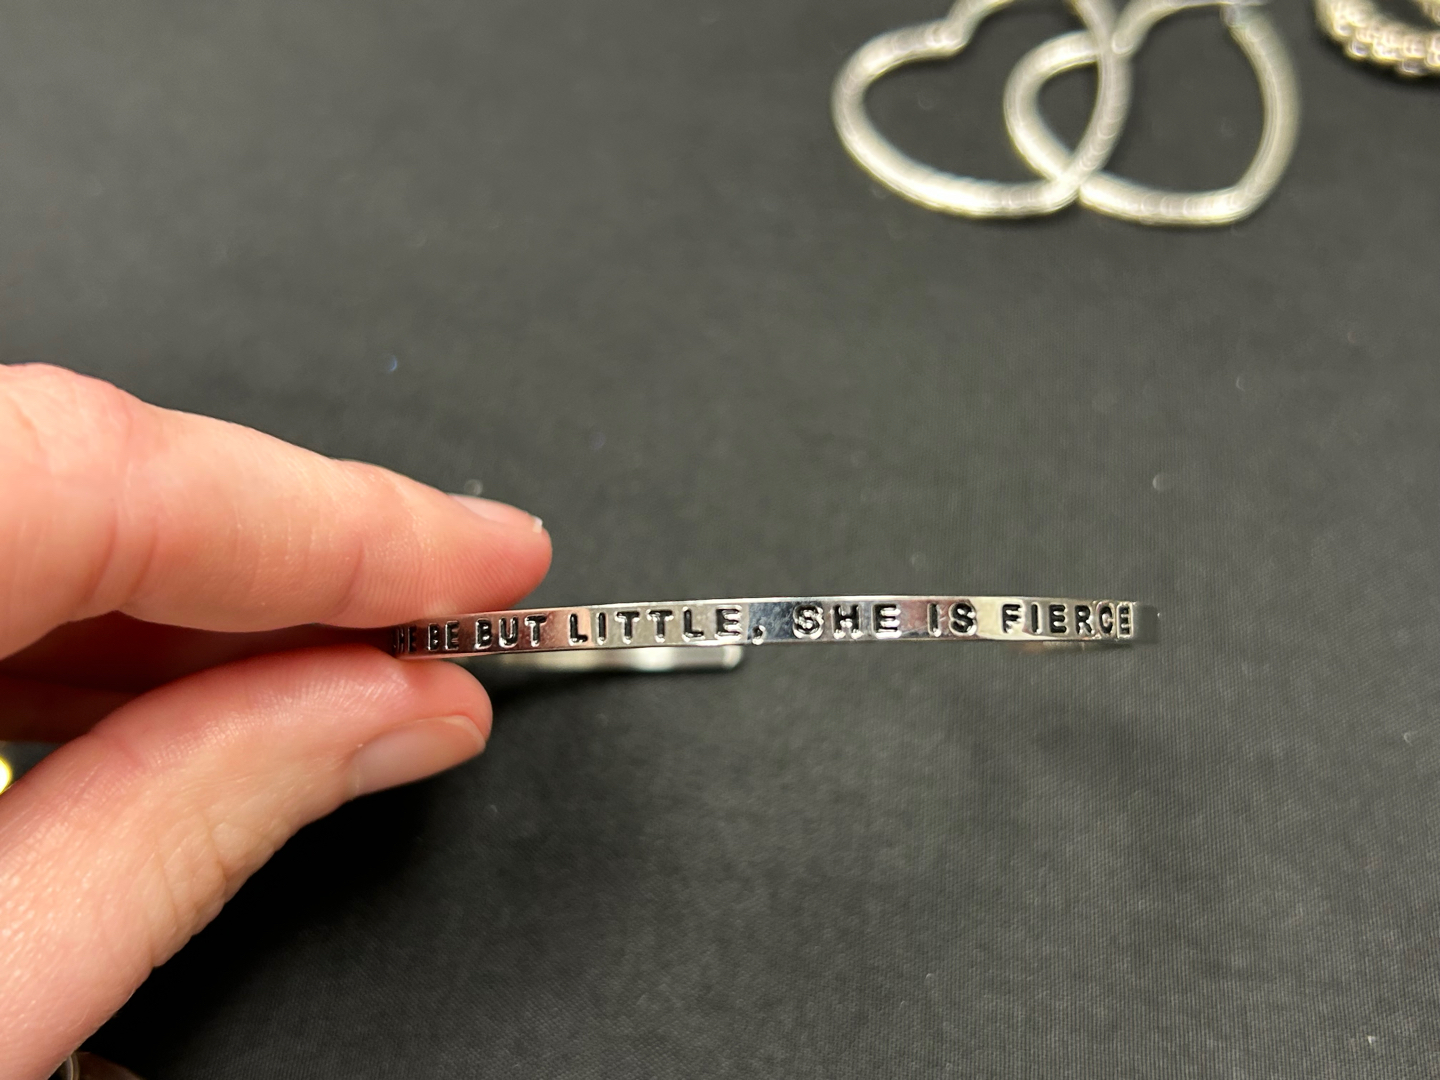 BE BUT LITTLE, SHE IS FIERCE